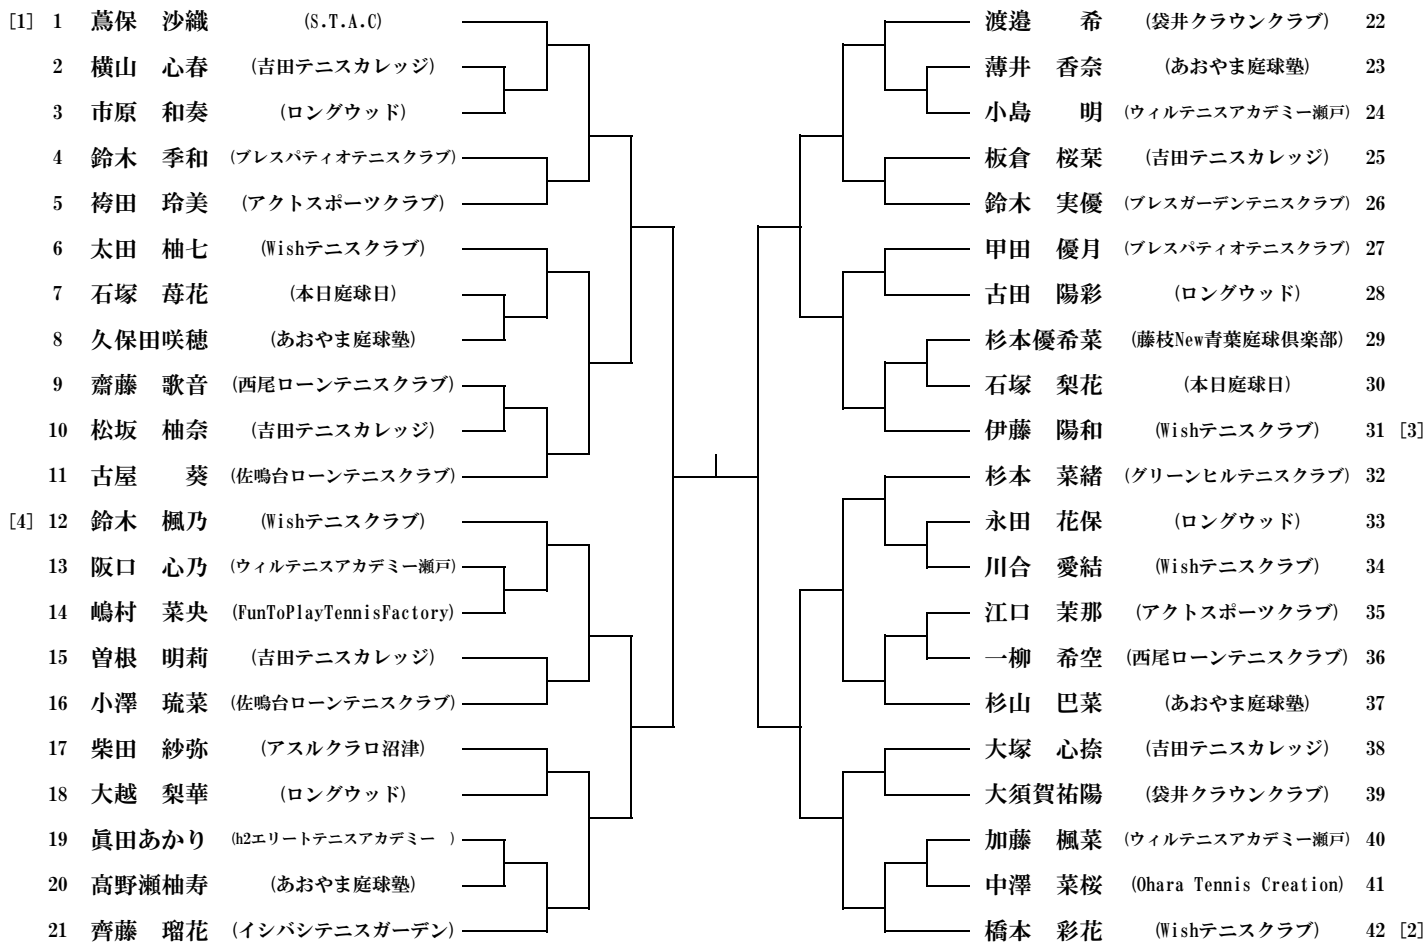 [1] 1 蔦保 沙織 (S.T.A.C)
2 横山 心春 (吉田テニスカレッジ)
3 市原 和奏 (ロングウッド)
4 鈴木 季和 (ブレスパティオテニスクラブ)
5 袴田 玲美 (アクトスポーツクラブ)
6 太田 柚七 (Wishテニスクラブ)
7 石塚 苺花 (本日庭球日)
8 久保田咲穂 (あおやま庭球塾)
9 齋藤 歌音 (西尾ローンテニスクラブ)
10 松坂 柚奈 (吉田テニスカレッジ)
11 古屋 葵 (佐鳴台ローンテニスクラブ)
[4] 12 鈴木 楓乃 (Wishテニスクラブ)
13 阪口 心乃 (ウィルテニスアカデミー瀬戸)
14 嶋村 菜央 (FunToPlayTennisFactory)
15 曽根 明莉 (吉田テニスカレッジ)
16 小澤 琉菜 (佐鳴台ローンテニスクラブ)
17 柴田 紗弥 (アスルクラロ沼津)
18 大越 梨華 (ロングウッド)
19 眞田あかり (h2エリートテニスアカデミー )
20 高野瀬柚寿 (あおやま庭球塾)
21 齊藤 瑠花 (イシバシテニスガーデン)
渡邉 希 (袋井クラウンクラブ) 22
薄井 香奈 (あおやま庭球塾) 23
小島 明 (ウィルテニスアカデミー瀬戸) 24
板倉 桜栞 (吉田テニスカレッジ) 25
鈴木 実優 (ブレスガーデンテニスクラブ) 26
甲田 優月 (ブレスパティオテニスクラブ) 27
古田 陽彩 (ロングウッド) 28
杉本優希菜 (藤枝New青葉庭球倶楽部) 29
石塚 梨花 (本日庭球日) 30
伊藤 陽和 (Wishテニスクラブ) 31 [3]
杉本 菜緒 (グリーンヒルテニスクラブ) 32
永田 花保 (ロングウッド) 33
川合 愛結 (Wishテニスクラブ) 34
江口 茉那 (アクトスポーツクラブ) 35
一柳 希空 (西尾ローンテニスクラブ) 36
杉山 巴菜 (あおやま庭球塾) 37
大塚 心捺 (吉田テニスカレッジ) 38
大須賀祐陽 (袋井クラウンクラブ) 39
加藤 楓菜 (ウィルテニスアカデミー瀬戸) 40
中澤 菜桜 (Ohara Tennis Creation) 41
橋本 彩花 (Wishテニスクラブ) 42 [2]